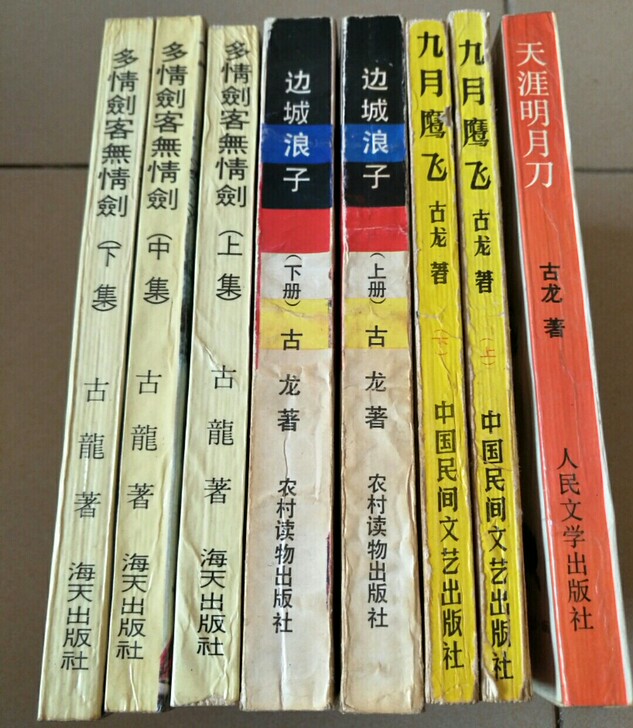 多情劍客無情劍（下集） 古龍著 海天出版社
多情劍客無情劍（中集） 古龍著 海天出版社
多情劍客無情劍（上集） 古龍著 海天出版社
边城浪子（下册） 古龙著 农村读物出版社
边城浪子（上册） 古龙著 农村读物出版社
九月鹰飞 古龙著（下） 中国民间文艺出版社
九月鹰飞 古龙著（上） 中国民间文艺出版社
天涯明月刀 古龙著 人民文学出版社